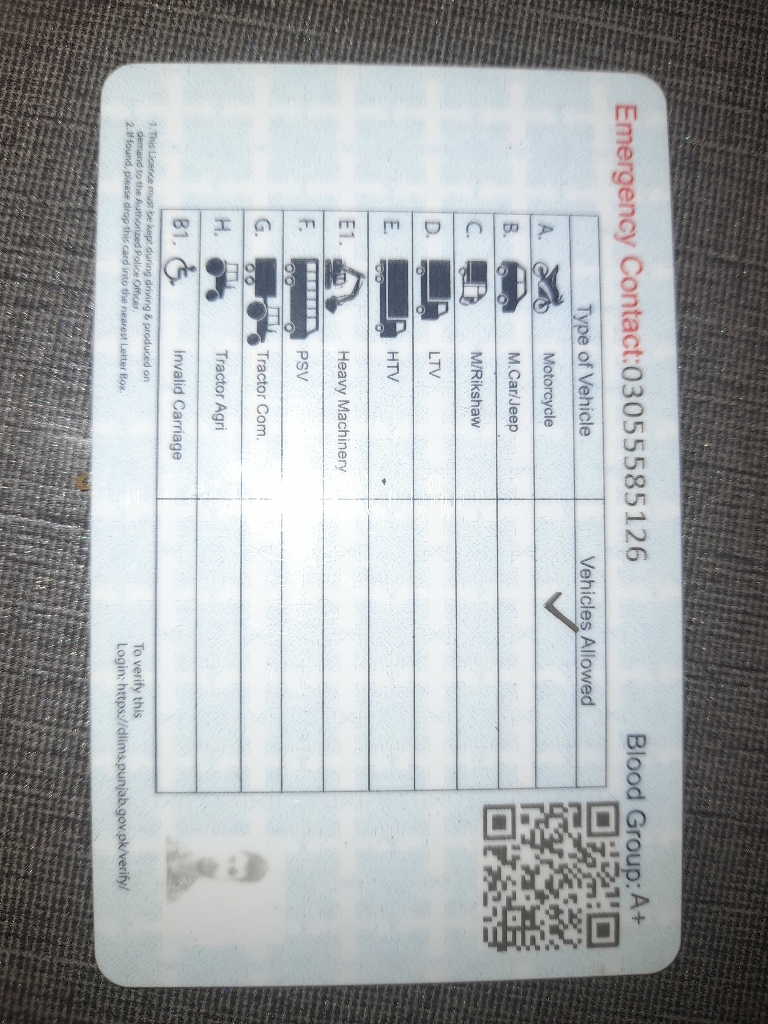 Emergency Contact:03055585126
Blood Group: A+
Type of Vehicle Vehicles Allowed
A. Motorcycle ✓
B. M.Car/Jeep
C. M/Rikshaw
D. LTV
E. HTV
E1. Heavy Machinery
F. PSV
G. Tractor Com.
H. Tractor Agri
B1. Invalid Carriage
1. This Licence must be kept during driving & produced on
demand to the Authorized Police Officer.
2. If found, please drop this card into the nearest Letter Box.
To verify this
Login: https://dlims.punjab.gov.pk/verify/